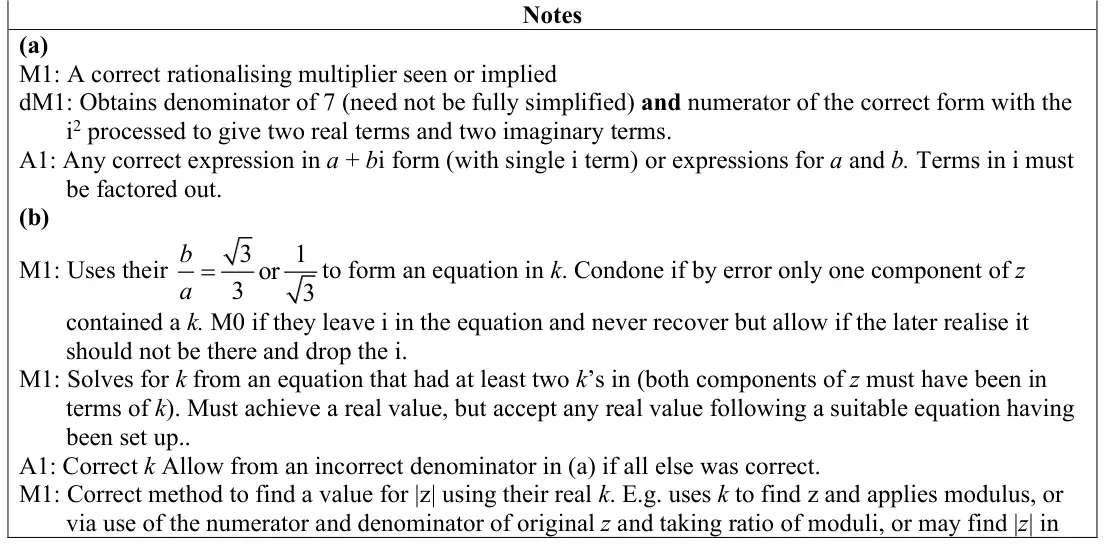 Notes
(a)
M1: A correct rationalising multiplier seen or implied
dM1: Obtains denominator of 7 (need not be fully simplified) and numerator of the correct form with the
i² processed to give two real terms and two imaginary terms.
A1: Any correct expression in a + bi form (with single i term) or expressions for a and b. Terms in i must
be factored out.
(b)
M1: Uses their b/a = √3/3 or 1/√3 to form an equation in k. Condone if by error only one component of z
contained a k. M0 if they leave i in the equation and never recover but allow if the later realise it
should not be there and drop the i.
M1: Solves for k from an equation that had at least two k's in (both components of z must have been in
terms of k). Must achieve a real value, but accept any real value following a suitable equation having
been set up..
A1: Correct k Allow from an incorrect denominator in (a) if all else was correct.
M1: Correct method to find a value for |z| using their real k. E.g. uses k to find z and applies modulus, or
via use of the numerator and denominator of original z and taking ratio of moduli, or may find |z| in